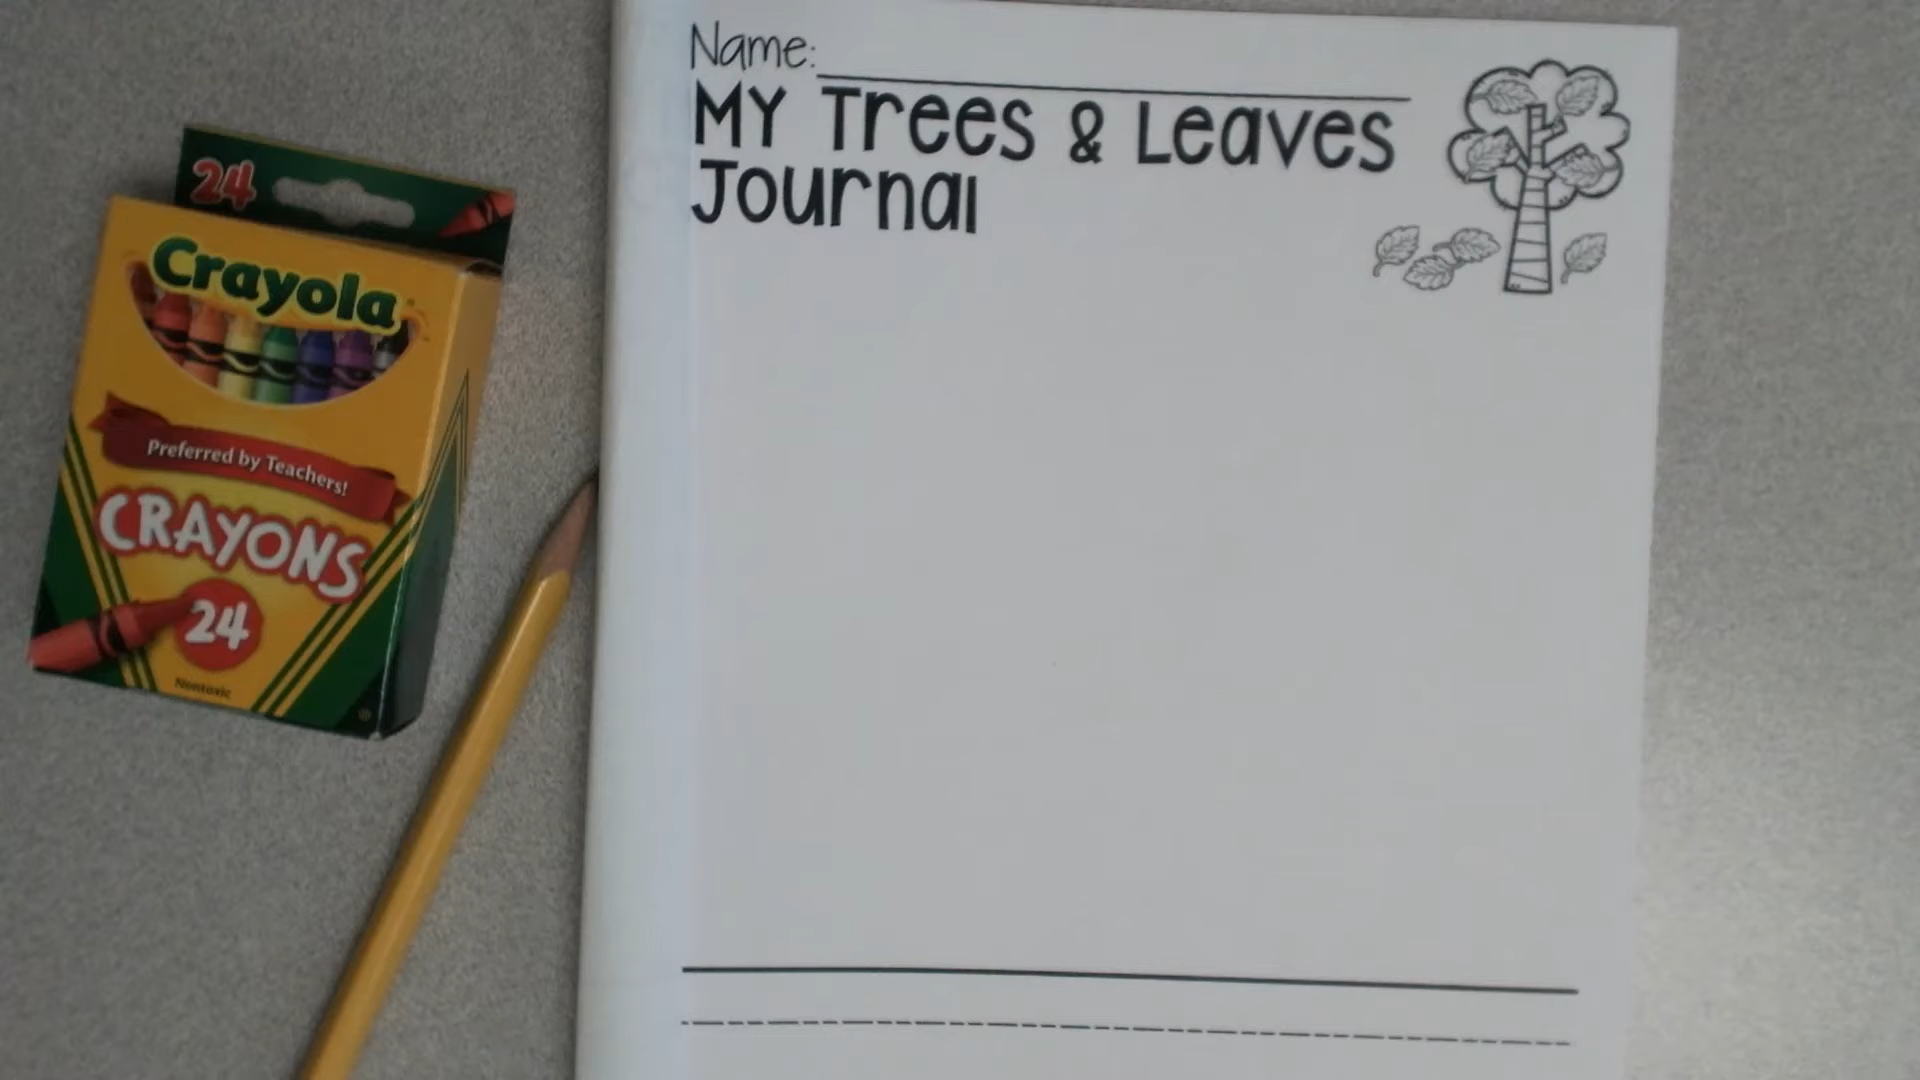 24
Crayola
Preferred by Teachers!
CRAYONS
24
Nontoxic
Name:
My Trees & Leaves
Journal